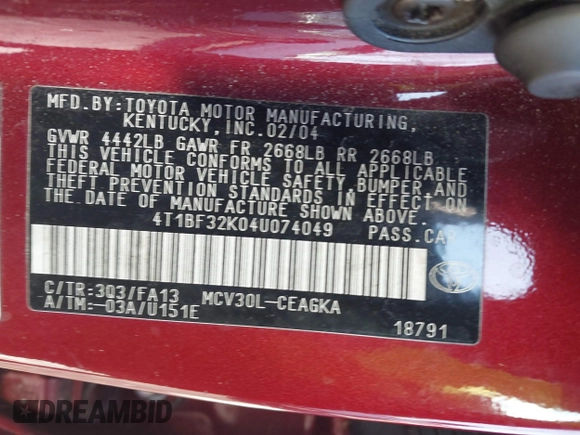 MFD. BY: TOYOTA MOTOR MANUFACTURING,
KENTUCKY, INC. 02/04
GVWR 4442LB GAWR FR 2668LB RR 2668LB
THIS VEHICLE CONFORMS TO ALL APPLICABLE
FEDERAL MOTOR VEHICLE SAFETY, BUMPER, AND
THEFT PREVENTION STANDARDS IN EFFECT ON
THE DATE OF MANUFACTURE SHOWN ABOVE.
4T1BF32K04U074049 PASS.CAR
C/TR: 3Q3/FA13 MCV30L-CEAGKA
A/TM: -03A/U151E
18791
DREAMBID